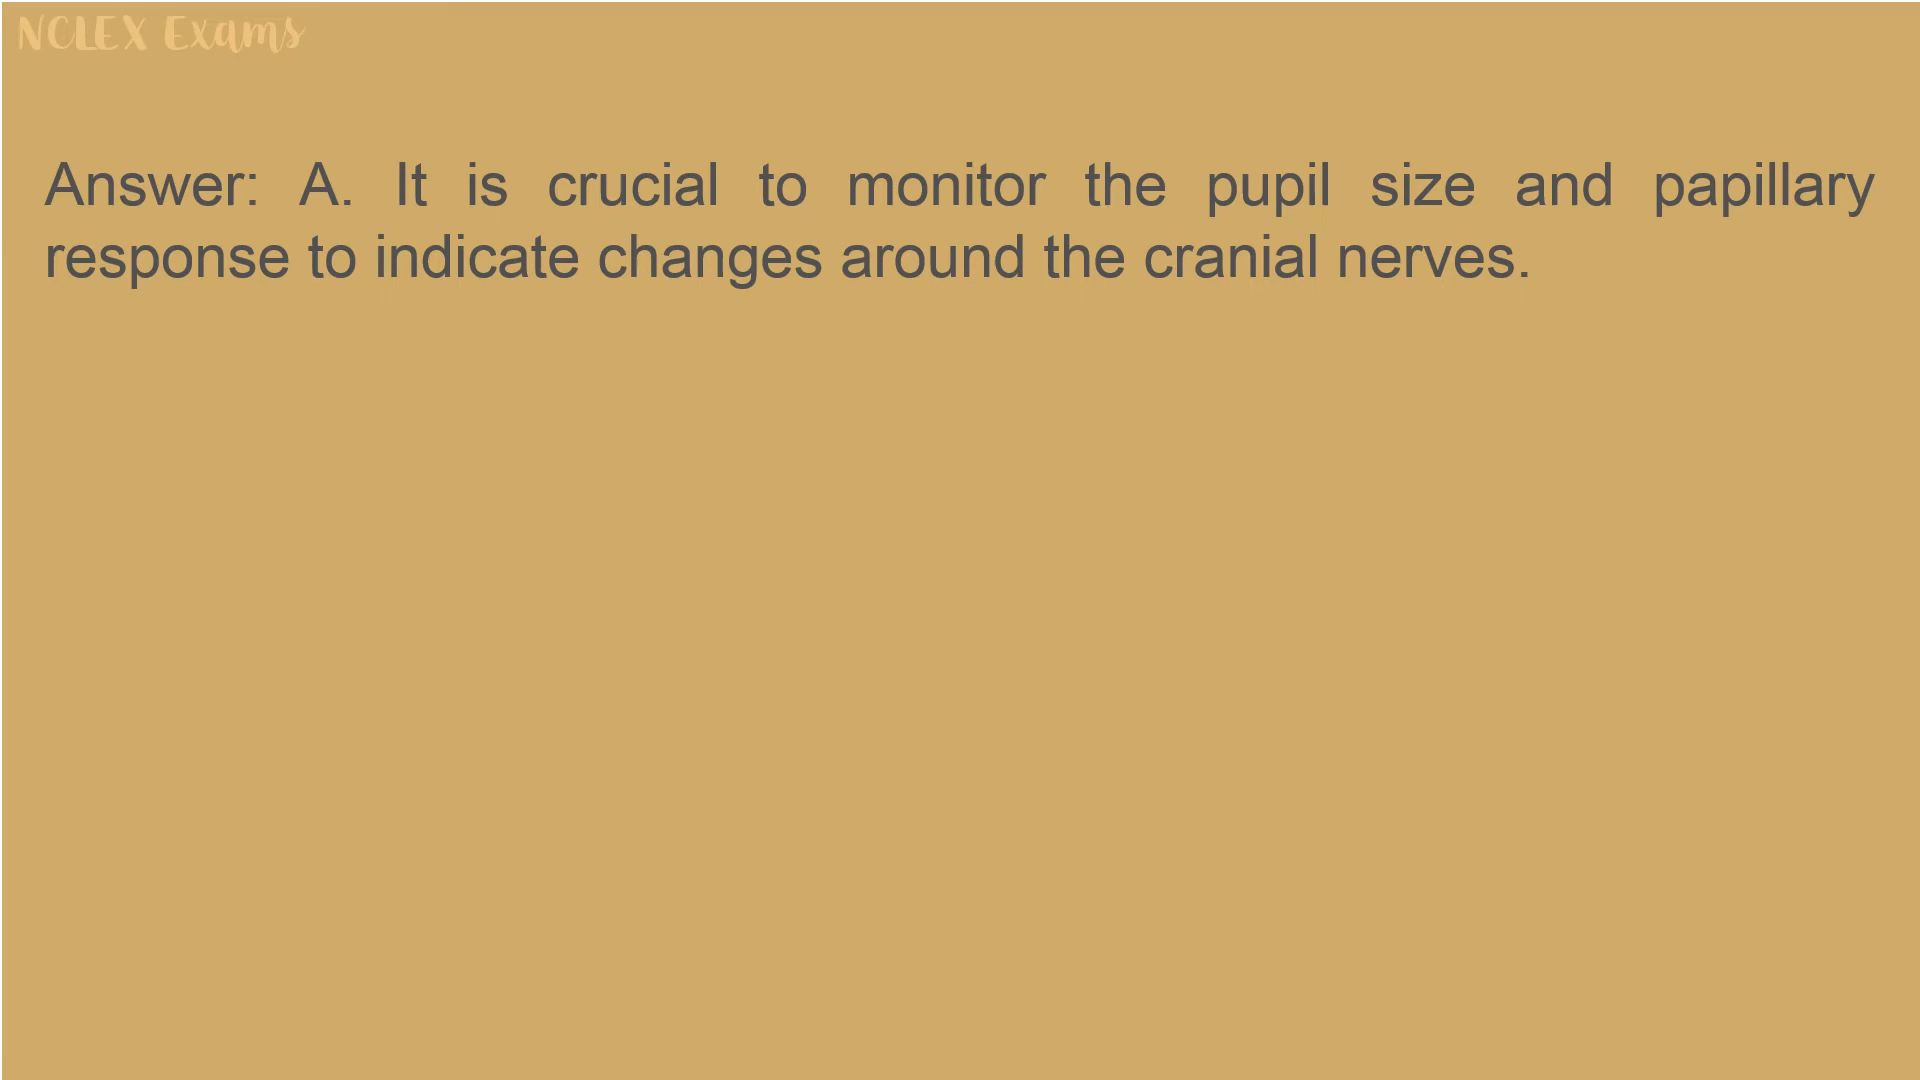 NCLEX Exams
Answer: A. It is crucial to monitor the pupil size and papillary
response to indicate changes around the cranial nerves.